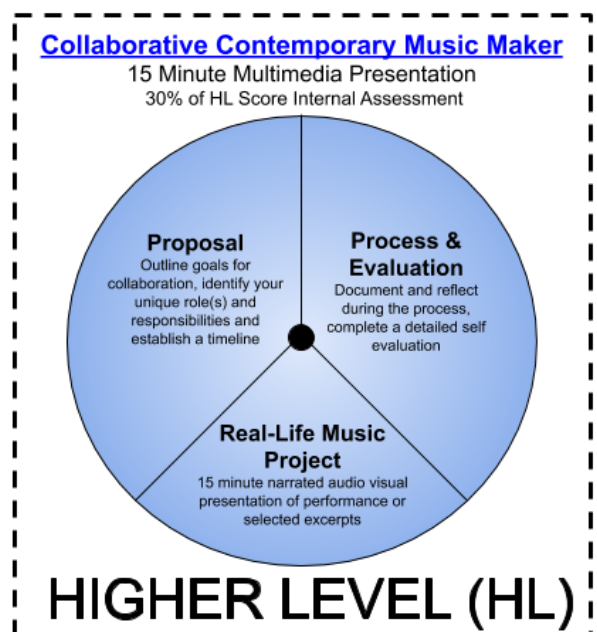 Collaborative Contemporary Music Maker
15 Minute Multimedia Presentation
30% of HL Score Internal Assessment
Proposal
Outline goals for
collaboration, identify your
unique role(s) and
responsibilities and
establish a timeline
Process &
Evaluation
Document and reflect
during the process,
complete a detailed self
evaluation
Real-Life Music
Project
15 minute narrated audio visual
presentation of performance or
selected excerpts
HIGHER LEVEL (HL)